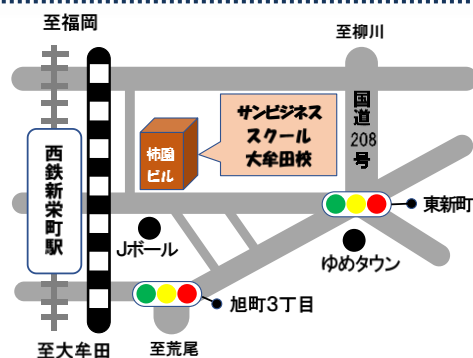 至福岡
至柳川
サンビジネス
スクール
大牟田校
国道
208
号
柿園
ビル
西鉄新栄町駅
東新町
Jボール
ゆめタウン
旭町3丁目
至大牟田
至荒尾